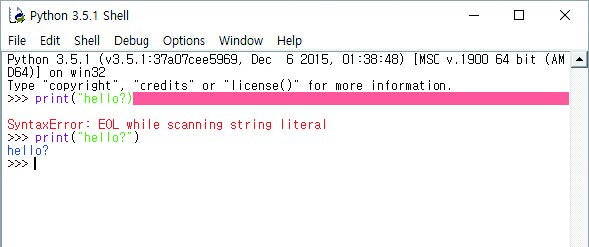 Python 3.5.1 Shell
File Edit Shell Debug Options Window Help
Python 3.5.1 (v3.5.1:37a07cee5969, Dec  6 2015, 01:38:48) [MSC v.1900 64 bit (AM
D64)] on win32
Type "copyright", "credits" or "license()" for more information.
>>> print("hello?)
SyntaxError: EOL while scanning string literal
>>> print("hello?")
hello?
>>>